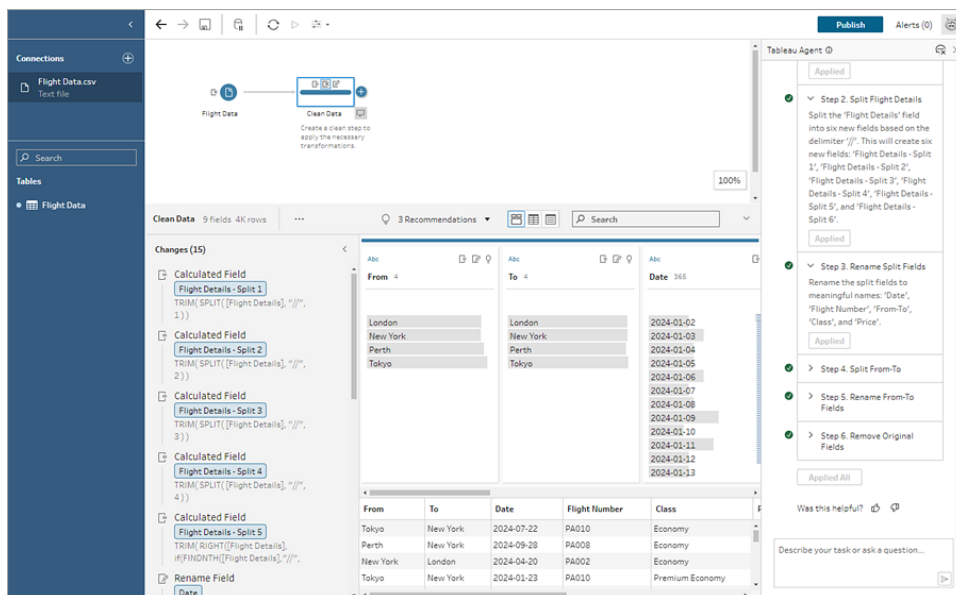 Publish
Alerts (0)
Connections
Flight Data.csv
Text file
Search
Tables
Flight Data
Flight Data
Clean Data
Create a clean step to
apply the necessary
transformations.
100%
Clean Data 9 fields 4K rows
3 Recommendations
Search
Changes (15)
Calculated Field
Flight Details - Split 1
TRIM( SPLIT( [Flight Details], "//",
1 ) )
Calculated Field
Flight Details - Split 2
TRIM( SPLIT( [Flight Details], "//",
2 ) )
Calculated Field
Flight Details - Split 3
TRIM( SPLIT( [Flight Details], "//",
3 ) )
Calculated Field
Flight Details - Split 4
TRIM( SPLIT( [Flight Details], "//",
4 ) )
Calculated Field
Flight Details - Split 5
TRIM( RIGHT([Flight Details],
if(FINDNTH([Flight Details], "//",
Rename Field
Date
Abc
From 4
London
New York
Perth
Tokyo
Abc
To 4
London
New York
Perth
Tokyo
Abc
Date 365
2024-01-02
2024-01-03
2024-01-04
2024-01-05
2024-01-06
2024-01-07
2024-01-08
2024-01-09
2024-01-10
2024-01-11
2024-01-12
2024-01-13
From To Date Flight Number Class
Tokyo New York 2024-07-22 PA010 Economy
Perth New York 2024-09-28 PA008 Economy
New York London 2024-04-20 PA002 Economy
Tokyo New York 2024-01-23 PA010 Premium Economy
Tableau Agent
Applied
Step 2. Split Flight Details
Split the 'Flight Details' field
into six new fields based on the
delimiter '//'. This will create six
new fields: 'Flight Details - Split
1', 'Flight Details - Split 2',
'Flight Details - Split 3', 'Flight
Details - Split 4', 'Flight Details -
Split 5', and 'Flight Details -
Split 6'.
Applied
Step 3. Rename Split Fields
Rename the split fields to
meaningful names: 'Date',
'Flight Number', 'From-To',
'Class', and 'Price'.
Applied
Step 4. Split From-To
Step 5. Rename From-To
Fields
Step 6. Remove Original
Fields
Applied All
Was this helpful?
Describe your task or ask a question...